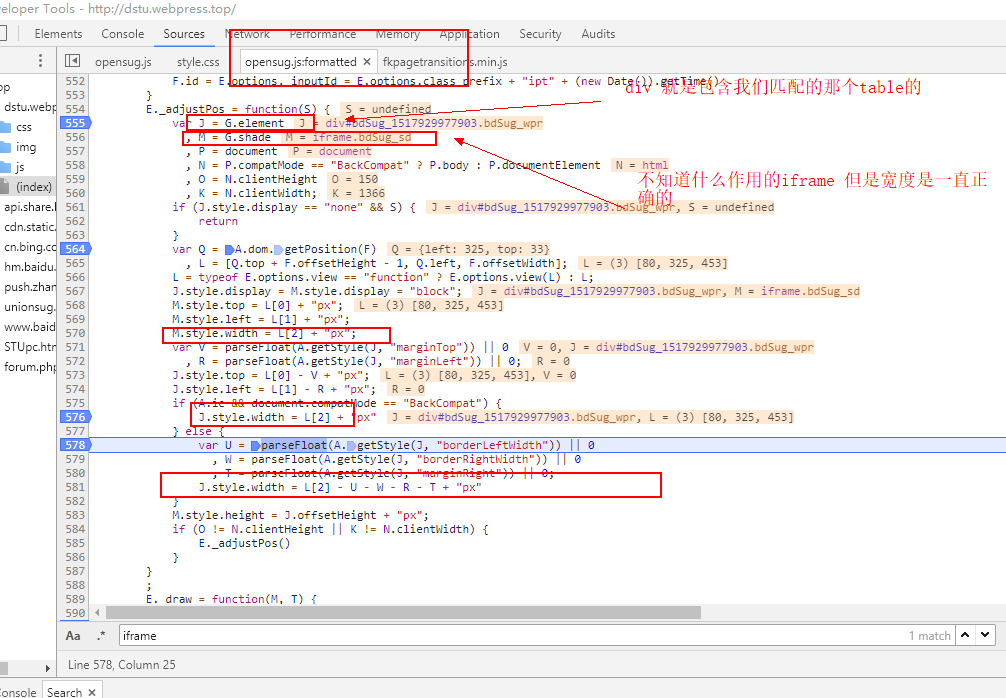 eloper Tools - http://dstu.webpress.top/
Elements Console Sources Network Performance Memory Application Security Audits
opensug.js style.css opensug.js:formatted × fkpagetransitions.min.js
op
dstu.webp
css
img
js
(index)
api.share.l
cdn.static.
cn.bing.co
hm.baidu.
push.zhan
unionsug.
www.baid
STUpc.htn
forum.php
552 F.id = E.options. inputId = E.options.class prefix + "ipt" + (new Date()).getTime()
553 }
554 E._adjustPos = function(S) { S = undefined
div 就是包含我们匹配的那个table的
555 var J = G.element J = div#bdSug_1517929977903.bdSug_wpr
556 , M = G.shade M = iframe.bdSug_sd
557 , P = document P = document
558 , N = P.compatMode == "BackCompat" ? P.body : P.documentElement N = html
559 , O = N.clientHeight O = 150
不知道什么作用的iframe 但是宽度是一直正
确的
560 , K = N.clientWidth; K = 1366
561 if (J.style.display == "none" && S) { J = div#bdSug_1517929977903.bdSug_wpr, S = undefined
562 return
563 }
564 var Q = A.dom.getPosition(F) Q = {left: 325, top: 33}
565 , L = [Q.top + F.offsetHeight - 1, Q.left, F.offsetWidth]; L = (3) [80, 325, 453]
566 L = typeof E.options.view == "function" ? E.options.view(L) : L;
567 J.style.display = M.style.display = "block"; J = div#bdSug_1517929977903.bdSug_wpr, M = iframe.bdSug_sd
568 M.style.top = L[0] + "px"; L = (3) [80, 325, 453]
569 M.style.left = L[1] + "px";
570 M.style.width = L[2] + "px";
571 var V = parseFloat(A.getStyle(J, "marginTop")) || 0 V = 0, J = div#bdSug_1517929977903.bdSug_wpr
572 , R = parseFloat(A.getStyle(J, "marginLeft")) || 0; R = 0
573 J.style.top = L[0] - V + "px"; L = (3) [80, 325, 453], V = 0
574 J.style.left = L[1] - R + "px"; R = 0
575 if (A.ie && document.compatMode == "BackCompat") {
576 J.style.width = L[2] + "px" J = div#bdSug_1517929977903.bdSug_wpr, L = (3) [80, 325, 453]
577 } else {
578 var U = parseFloat(A.getStyle(J, "borderLeftWidth")) || 0
579 , W = parseFloat(A.getStyle(J, "borderRightWidth")) || 0
580 , T = parseFloat(A.getStyle(J, "marginRight")) || 0;
581 J.style.width = L[2] - U - W - R - T + "px"
582 }
583 M.style.height = J.offsetHeight + "px";
584 if (O != N.clientHeight || K != N.clientWidth) {
585 E._adjustPos()
586 }
587 }
588 ;
589 E._draw = function(M, T) {
590
Aa .* iframe 1 match
Line 578, Column 25
Console Search ×